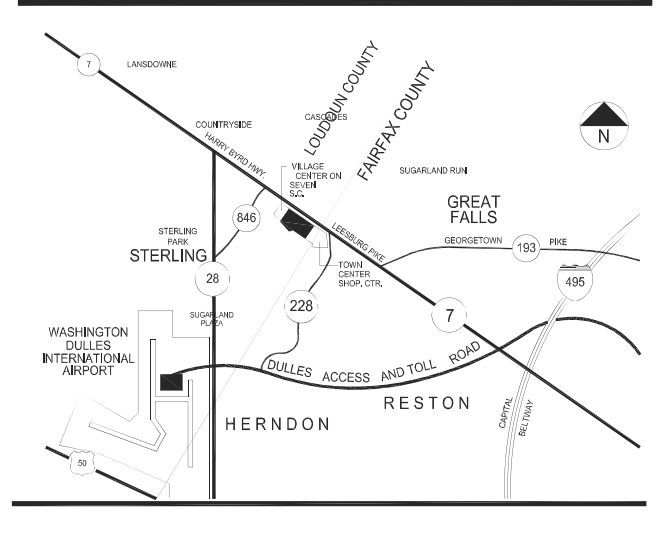 7
LANSDOWNE
COUNTRYSIDE
CASCADES
LOUDOUN COUNTY
FAIRFAX COUNTY
N
HARRY BYRD HWY.
VILLAGE
CENTER ON
SEVEN
S.C.
SUGARLAND RUN
GREAT
FALLS
846
STERLING
PARK
STERLING
LEESBURG PIKE
GEORGETOWN
193
PIKE
TOWN
CENTER
SHOP. CTR.
28
495
228
7
SUGARLAND
PLAZA
WASHINGTON
DULLES
INTERNATIONAL
AIRPORT
DULLES ACCESS AND TOLL ROAD
RESTON
HERNDON
CAPITAL
BELTWAY
50